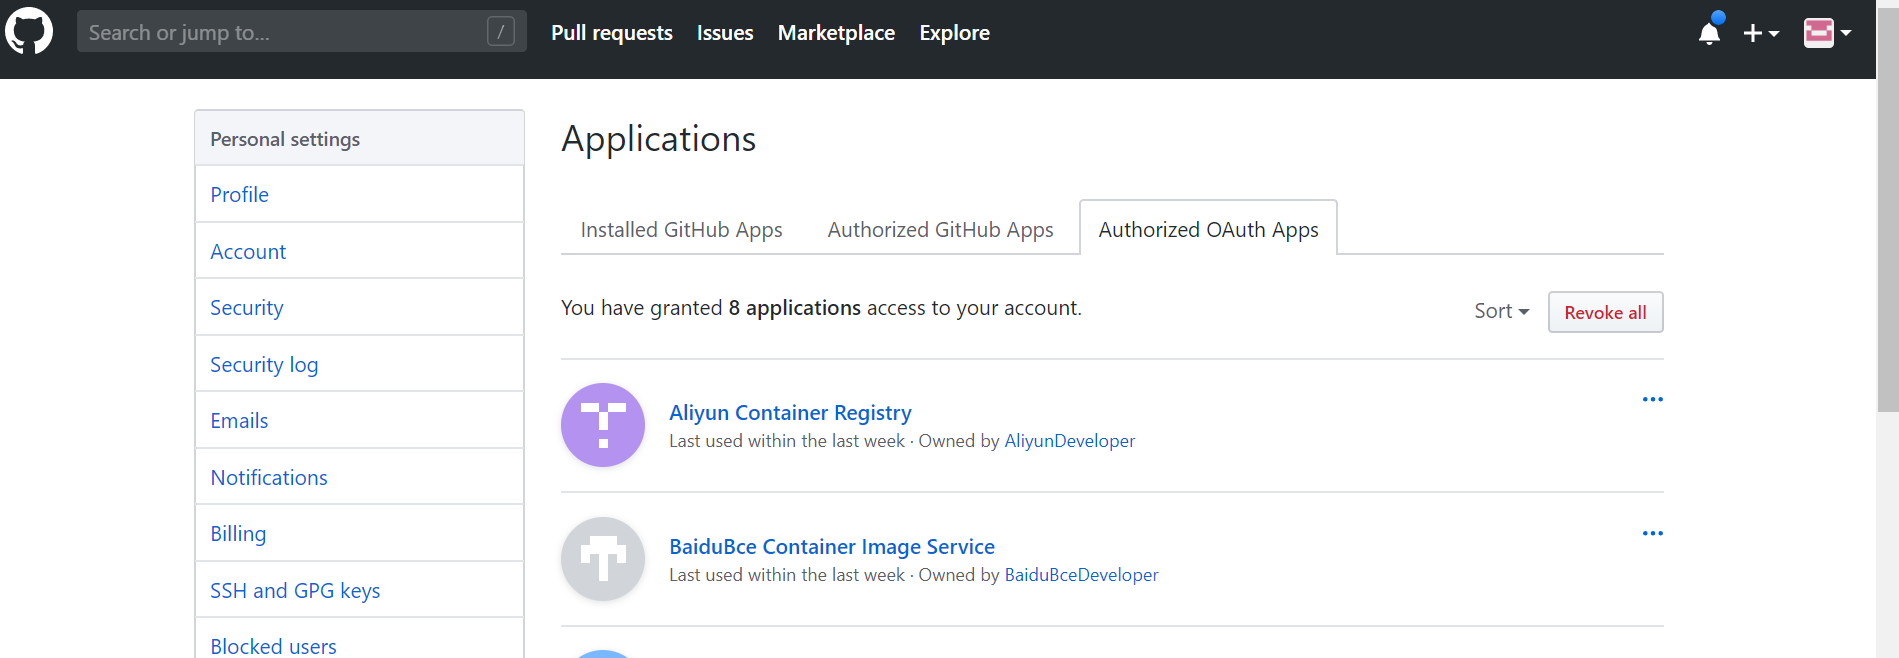 Search or jump to...
/
Pull requests
Issues
Marketplace
Explore
Personal settings
Profile
Account
Security
Security log
Emails
Notifications
Billing
SSH and GPG keys
Blocked users
Applications
Installed GitHub Apps
Authorized GitHub Apps
Authorized OAuth Apps
You have granted 8 applications access to your account.
Sort
Revoke all
Aliyun Container Registry
Last used within the last week · Owned by AliyunDeveloper
BaiduBce Container Image Service
Last used within the last week · Owned by BaiduBceDeveloper